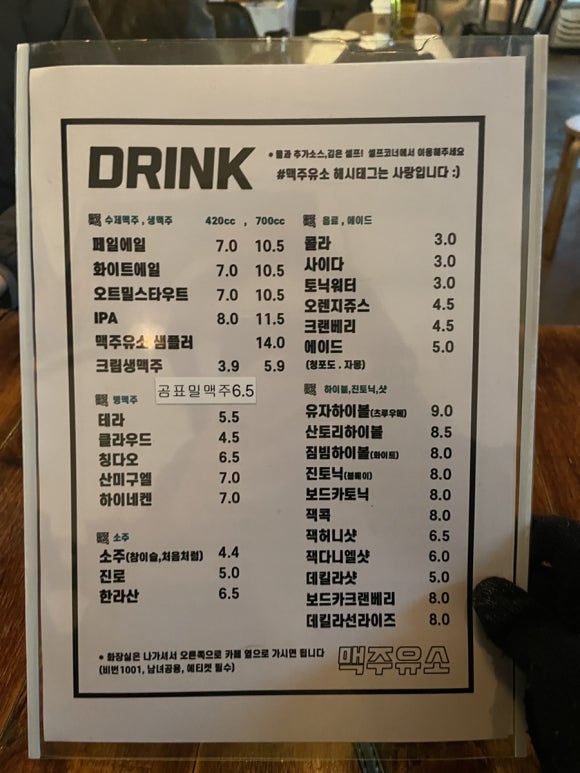 DRINK
* 물과 추가소스,김은 셀프! 셀프코너에서 이용해주세요
#맥주유소 해시태그는 사랑입니다 :)
수제맥주 , 생맥주 420cc , 700cc
페일에일 7.0 10.5
화이트에일 7.0 10.5
오트밀스타우트 7.0 10.5
IPA 8.0 11.5
맥주유소 샘플러 14.0
크림생맥주 3.9 5.9
곰표밀맥주6.5
병맥주
테라 5.5
클라우드 4.5
칭다오 6.5
산미구엘 7.0
하이네켄 7.0
소주
소주(참이슬,처음처럼) 4.4
진로 5.0
한라산 6.5
음료 , 에이드
콜라 3.0
사이다 3.0
토닉워터 3.0
오렌지쥬스 4.5
크랜베리 4.5
에이드 5.0
(청포도 . 자몽)
하이볼,진토닉,샷
유자하이볼(츠루우메) 9.0
산토리하이볼 8.5
짐빔하이볼(화이트) 8.0
진토닉(봄베이) 8.0
보드카토닉 8.0
잭콕 8.0
잭허니샷 6.5
잭다니엘샷 6.0
데킬라샷 5.0
보드카크랜베리 8.0
데킬라선라이즈 8.0
* 화장실은 나가셔서 오른쪽으로 카페 옆으로 가시면 됩니다
(비번1001, 남녀공용, 에티켓 필수)
맥주유소